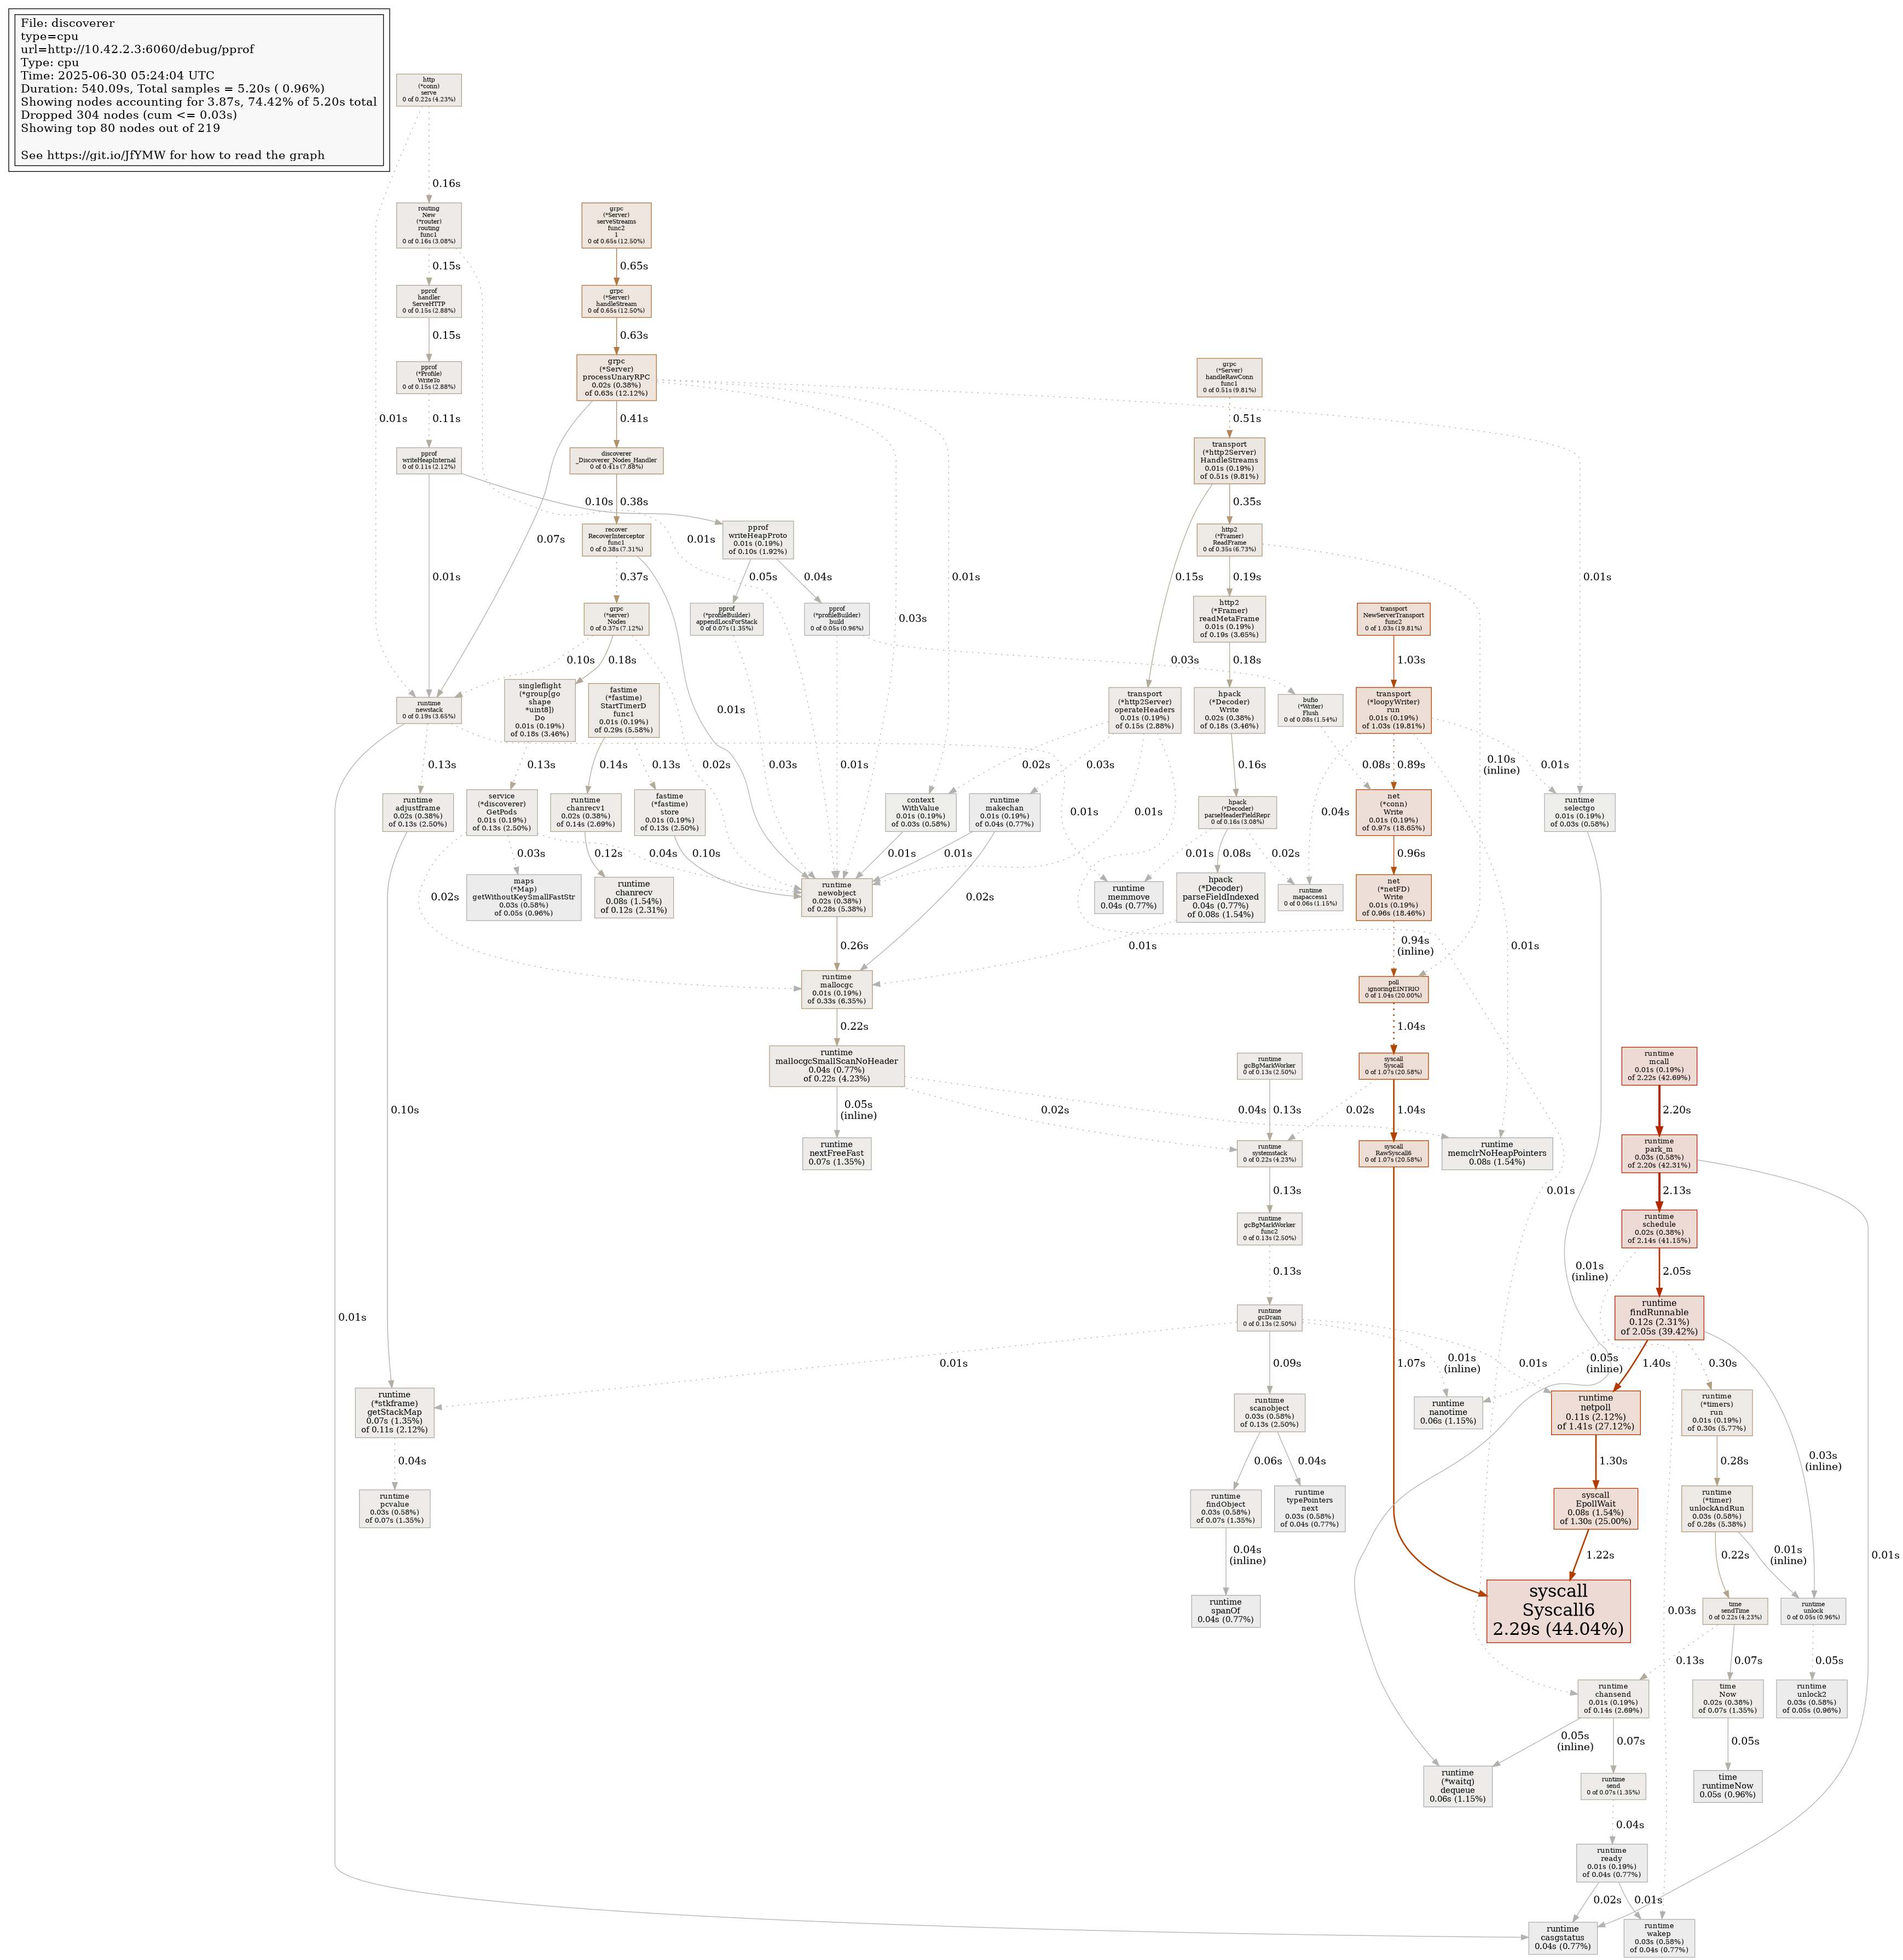 File: discoverer
type=cpu
url=http://10.42.2.3:6060/debug/pprof
Type: cpu
Time: 2025-06-30 05:24:04 UTC
Duration: 540.09s, Total samples = 5.20s ( 0.96%)
Showing nodes accounting for 3.87s, 74.42% of 5.20s total
Dropped 304 nodes (cum <= 0.03s)
Showing top 80 nodes out of 219
See https://git.io/JfYMW for how to read the graph
http
(*conn)
serve
0 of 0.22s (4.23%)
0.16s
routing
New
(*router)
routing
func1
0 of 0.16s (3.08%)
grpc
(*Server)
serveStreams
func2
1
0 of 0.65s (12.50%)
0.15s
0.65s
pprof
handler
ServeHTTP
0 of 0.15s (2.88%)
grpc
(*Server)
handleStream
0 of 0.65s (12.50%)
0.15s
0.63s
pprof
(*Profile)
WriteTo
0 of 0.15s (2.88%)
grpc
(*Server)
processUnaryRPC
0.02s (0.38%)
of 0.63s (12.12%)
grpc
(*Server)
handleRawConn
func1
0 of 0.51s (9.81%)
0.01s
0.11s
0.41s
0.51s
pprof
writeHeapInternal
0 of 0.11s (2.12%)
discoverer
_Discoverer_Nodes_Handler
0 of 0.41s (7.88%)
transport
(*http2Server)
HandleStreams
0.01s (0.19%)
of 0.51s (9.81%)
0.10s
0.38s
0.35s
0.07s
0.01s
recover
RecoverInterceptor
func1
0 of 0.38s (7.31%)
pprof
writeHeapProto
0.01s (0.19%)
of 0.10s (1.92%)
http2
(*Framer)
ReadFrame
0 of 0.35s (6.73%)
0.01s
0.37s
0.05s
0.04s
0.01s
0.15s
0.19s
0.01s
grpc
(*server)
Nodes
0 of 0.37s (7.12%)
pprof
(*profileBuilder)
appendLocsForStack
0 of 0.07s (1.35%)
pprof
(*profileBuilder)
build
0 of 0.05s (0.96%)
0.03s
http2
(*Framer)
readMetaFrame
0.01s (0.19%)
of 0.19s (3.65%)
transport
NewServerTransport
func2
0 of 1.03s (19.81%)
0.10s
0.18s
0.03s
0.18s
1.03s
runtime
newstack
0 of 0.19s (3.65%)
singleflight
(*group[go
shape
*uint8])
Do
0.01s (0.19%)
of 0.18s (3.46%)
fastime
(*fastime)
StartTimerD
func1
0.01s (0.19%)
of 0.29s (5.58%)
0.01s
transport
(*http2Server)
operateHeaders
0.01s (0.19%)
of 0.15s (2.88%)
hpack
(*Decoder)
Write
0.02s (0.38%)
of 0.18s (3.46%)
bufio
(*Writer)
Flush
0 of 0.08s (1.54%)
transport
(*loopyWriter)
run
0.01s (0.19%)
of 1.03s (19.81%)
0.13s
0.13s
0.14s
0.13s
0.02s
0.03s
0.01s
0.02s
0.03s
0.16s
0.08s
0.89s
0.10s
(inline)
0.01s
runtime
adjustframe
0.02s (0.38%)
of 0.13s (2.50%)
service
(*discoverer)
GetPods
0.01s (0.19%)
of 0.13s (2.50%)
runtime
chanrecv1
0.02s (0.38%)
of 0.14s (2.69%)
fastime
(*fastime)
store
0.01s (0.19%)
of 0.13s (2.50%)
context
WithValue
0.01s (0.19%)
of 0.03s (0.58%)
runtime
makechan
0.01s (0.19%)
of 0.04s (0.77%)
0.01s
0.01s
hpack
(*Decoder)
parseHeaderFieldRepr
0 of 0.16s (3.08%)
0.04s
net
(*conn)
Write
0.01s (0.19%)
of 0.97s (18.65%)
runtime
selectgo
0.01s (0.19%)
of 0.03s (0.58%)
0.03s
0.04s
0.12s
0.10s
0.01s
0.01s
0.01s
0.08s
0.02s
0.96s
0.02s
maps
(*Map)
getWithoutKeySmallFastStr
0.03s (0.58%)
of 0.05s (0.96%)
runtime
chanrecv
0.08s (1.54%)
of 0.12s (2.31%)
runtime
newobject
0.02s (0.38%)
of 0.28s (5.38%)
0.02s
runtime
memmove
0.04s (0.77%)
hpack
(*Decoder)
parseFieldIndexed
0.04s (0.77%)
of 0.08s (1.54%)
runtime
mapaccess1
0 of 0.06s (1.15%)
net
(*netFD)
Write
0.01s (0.19%)
of 0.96s (18.46%)
0.26s
0.01s
0.94s
(inline)
0.01s
runtime
mallocgc
0.01s (0.19%)
of 0.33s (6.35%)
poll
ignoringEINTRIO
0 of 1.04s (20.00%)
0.22s
1.04s
runtime
mallocgcSmallScanNoHeader
0.04s (0.77%)
of 0.22s (4.23%)
runtime
gcBgMarkWorker
0 of 0.13s (2.50%)
syscall
Syscall
0 of 1.07s (20.58%)
runtime
mcall
0.01s (0.19%)
of 2.22s (42.69%)
0.10s
0.05s
(inline)
0.02s
0.04s
0.13s
0.02s
1.04s
2.20s
runtime
nextFreeFast
0.07s (1.35%)
runtime
systemstack
0 of 0.22s (4.23%)
syscall
RawSyscall6
0 of 1.07s (20.58%)
runtime
memclrNoHeapPointers
0.08s (1.54%)
runtime
park_m
0.03s (0.58%)
of 2.20s (42.31%)
0.13s
0.01s
2.13s
runtime
gcBgMarkWorker
func2
0 of 0.13s (2.50%)
runtime
schedule
0.02s (0.38%)
of 2.14s (41.15%)
0.13s
0.01s
(inline)
2.05s
0.01s
runtime
gcDrain
0 of 0.13s (2.50%)
runtime
findRunnable
0.12s (2.31%)
of 2.05s (39.42%)
0.01s
0.09s
1.07s
0.01s
(inline)
0.01s
0.05s
(inline)
1.40s
0.30s
runtime
(*stkframe)
getStackMap
0.07s (1.35%)
of 0.11s (2.12%)
runtime
scanobject
0.03s (0.58%)
of 0.13s (2.50%)
runtime
nanotime
0.06s (1.15%)
runtime
netpoll
0.11s (2.12%)
of 1.41s (27.12%)
runtime
(*timers)
run
0.01s (0.19%)
of 0.30s (5.77%)
0.04s
0.06s
0.04s
1.30s
0.28s
0.03s
(inline)
runtime
pcvalue
0.03s (0.58%)
of 0.07s (1.35%)
runtime
findObject
0.03s (0.58%)
of 0.07s (1.35%)
runtime
typePointers
next
0.03s (0.58%)
of 0.04s (0.77%)
syscall
EpollWait
0.08s (1.54%)
of 1.30s (25.00%)
runtime
(*timer)
unlockAndRun
0.03s (0.58%)
of 0.28s (5.38%)
0.04s
(inline)
1.22s
0.22s
0.01s
(inline)
0.01s
runtime
spanOf
0.04s (0.77%)
syscall
Syscall6
2.29s (44.04%)
0.03s
time
sendTime
0 of 0.22s (4.23%)
runtime
unlock
0 of 0.05s (0.96%)
0.13s
0.07s
0.05s
runtime
chansend
0.01s (0.19%)
of 0.14s (2.69%)
time
Now
0.02s (0.38%)
of 0.07s (1.35%)
runtime
unlock2
0.03s (0.58%)
of 0.05s (0.96%)
0.05s
(inline)
0.07s
0.05s
runtime
(*waitq)
dequeue
0.06s (1.15%)
runtime
send
0 of 0.07s (1.35%)
time
runtimeNow
0.05s (0.96%)
0.04s
runtime
ready
0.01s (0.19%)
of 0.04s (0.77%)
0.02s
0.01s
runtime
casgstatus
0.04s (0.77%)
runtime
wakep
0.03s (0.58%)
of 0.04s (0.77%)